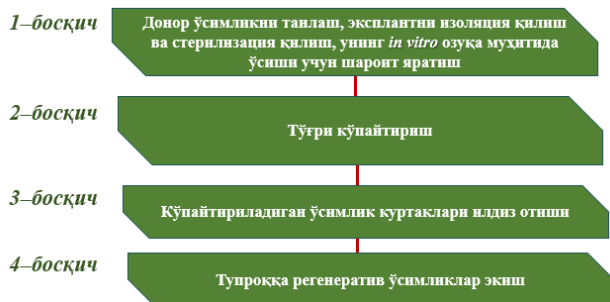 1–босқич
Донор ўсимликни танлаш, эксплантни изоляция қилиш
ва стерилизация қилиш, унинг in vitro озуқа муҳитида
ўсиши учун шароит яратиш
2–босқич
Тўғри кўпайтириш
3–босқич
Кўпайтириладиган ўсимлик куртаклари илдиз отиши
4–босқич
Тупроққа регенератив ўсимликлар экиш